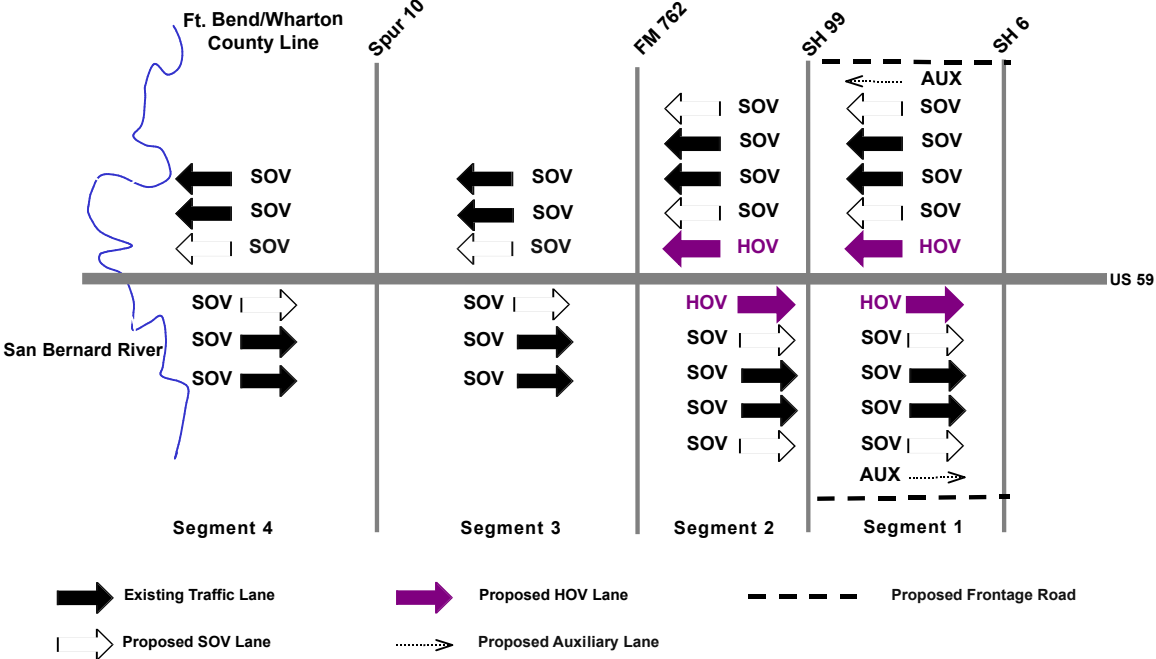 Ft. Bend/Wharton
County Line
Spur 10
FM 762
SH 99
SH 6
AUX
SOV SOV
SOV SOV
SOV SOV SOV SOV
SOV SOV SOV SOV
SOV SOV HOV HOV
US 59
SOV SOV HOV HOV
SOV SOV SOV SOV
San Bernard River
SOV SOV SOV SOV
SOV SOV
SOV SOV
AUX
Segment 4 Segment 3 Segment 2 Segment 1
Existing Traffic Lane Proposed HOV Lane Proposed Frontage Road
Proposed SOV Lane Proposed Auxiliary Lane